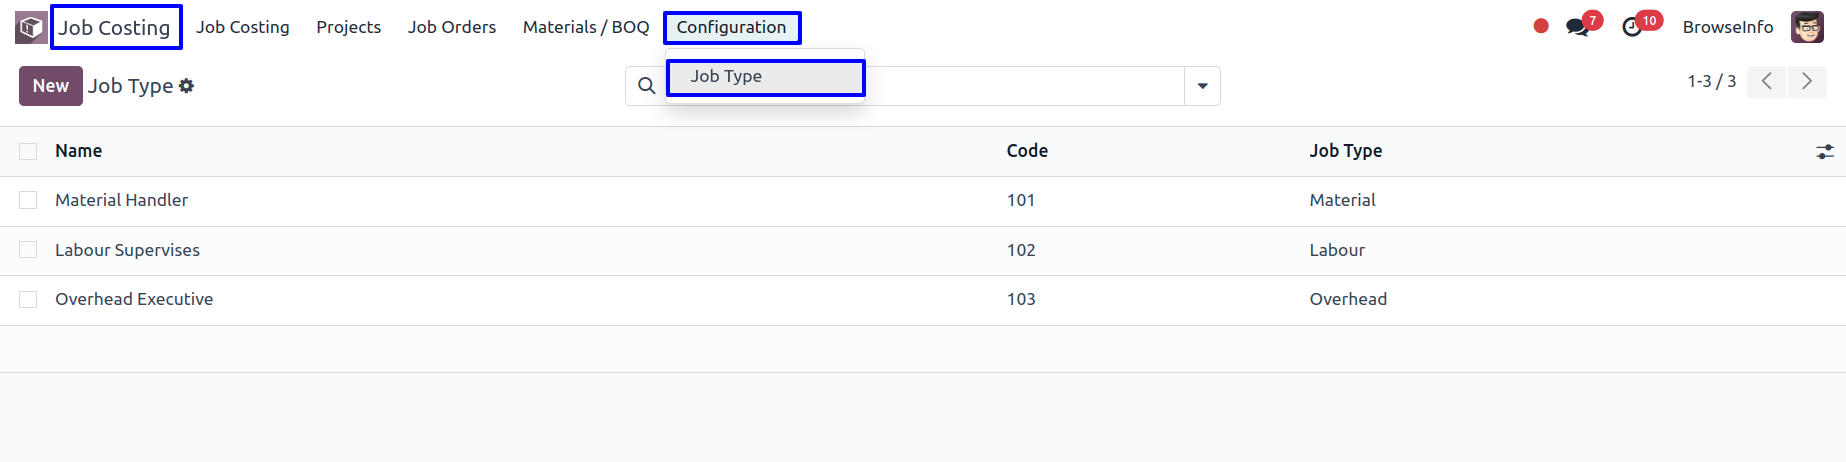 Job Costing Job Costing Projects Job Orders Materials / BOQ Configuration 7 10 BrowseInfo
New Job Type Job Type 1-3 / 3
Name Code Job Type
Material Handler 101 Material
Labour Supervises 102 Labour
Overhead Executive 103 Overhead